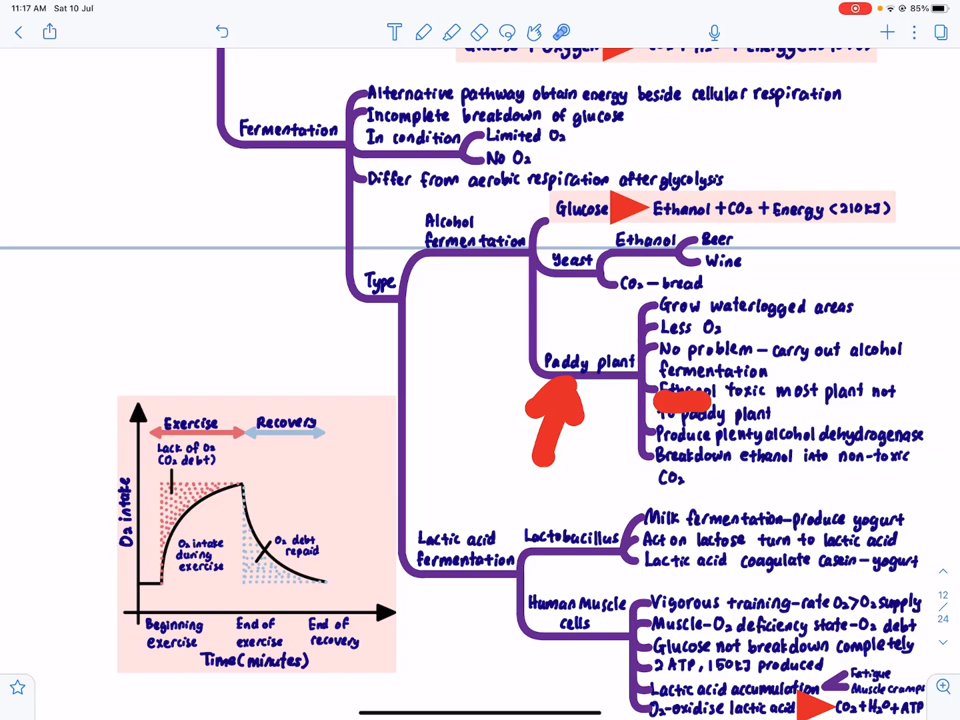 11:17 AM Sat 10 Jul
85%
Glucose + Oxygen
Fermentation
Alternative pathway obtain energy beside cellular respiration
Incomplete breakdown of glucose
In condition
Limited O₂
No O₂
Differ from aerobic respiration after glycolysis
Type
Alcohol
fermentation
Glucose Ethanol + CO₂ + Energy (210kJ)
Yeast
Ethanol
Beer
Wine
CO₂ - bread
Paddy plant
Grow waterlogged areas
Less O₂
No problem - carry out alcohol
fermentation
Ethanol toxic most plant not
to paddy plant
Produce plenty alcohol dehydrogenase
Breakdown ethanol into non-toxic
CO₂
Exercise
Recovery
Lack of O₂
(O₂ debt)
O₂ intake
O₂ intake
during
exercise
O₂ debt
repaid
Beginning
exercise
End of
exercise
End of
recovery
Time (minutes)
Lactic acid
fermentation
Lactobacillus
Milk fermentation - produce yogurt
Act on lactose turn to lactic acid
Lactic acid coagulate casein - yogurt
Human Muscle
cells
Vigorous training - rate O₂ > O₂ supply
Muscle - O₂ deficiency state - O₂ debt
Glucose not breakdown completely
2 ATP, 150kJ produced
Lactic acid accumulation
Fatigue
Muscle cramps
O₂ - oxidise lactic acid CO₂ + H₂O + ATP
12
/
24